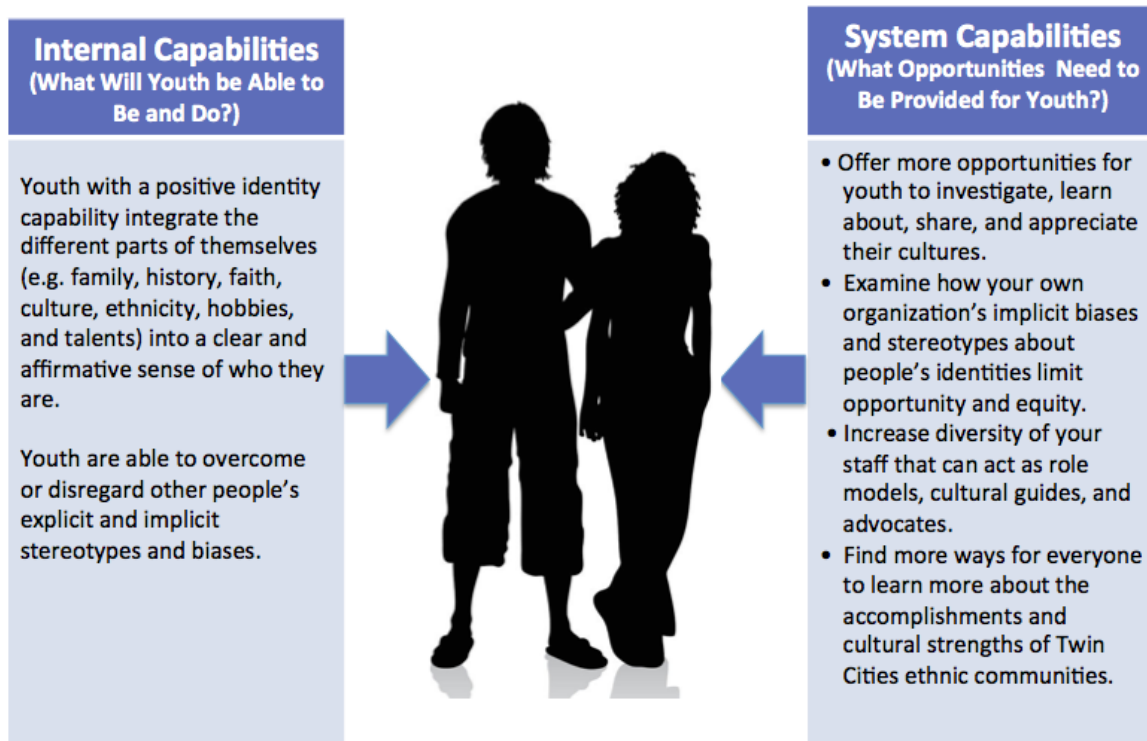 Internal Capabilities
(What Will Youth be Able to
Be and Do?)
Youth with a positive identity
capability integrate the
different parts of themselves
(e.g. family, history, faith,
culture, ethnicity, hobbies,
and talents) into a clear and
affirmative sense of who they
are.
Youth are able to overcome
or disregard other people’s
explicit and implicit
stereotypes and biases.
System Capabilities
(What Opportunities Need to
Be Provided for Youth?)
• Offer more opportunities for
youth to investigate, learn
about, share, and appreciate
their cultures.
• Examine how your own
organization’s implicit biases
and stereotypes about
people’s identities limit
opportunity and equity.
• Increase diversity of your
staff that can act as role
models, cultural guides, and
advocates.
• Find more ways for everyone
to learn more about the
accomplishments and
cultural strengths of Twin
Cities ethnic communities.